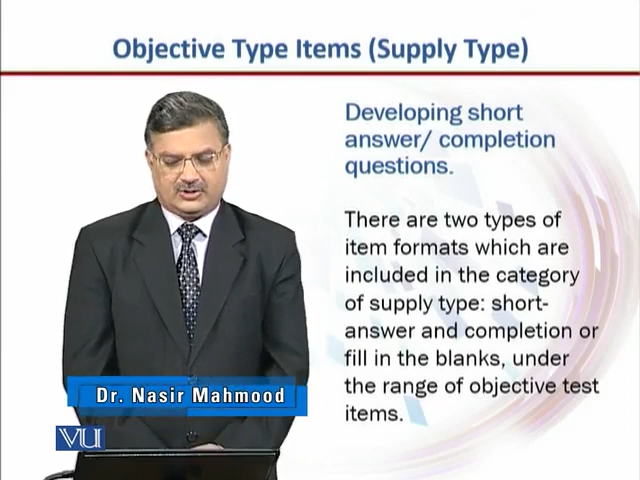 Objective Type Items (Supply Type)
Developing short
answer/ completion
questions.
There are two types of
item formats which are
included in the category
of supply type: short-
answer and completion or
fill in the blanks, under
the range of objective test
items.
Dr. Nasir Mahmood
VU